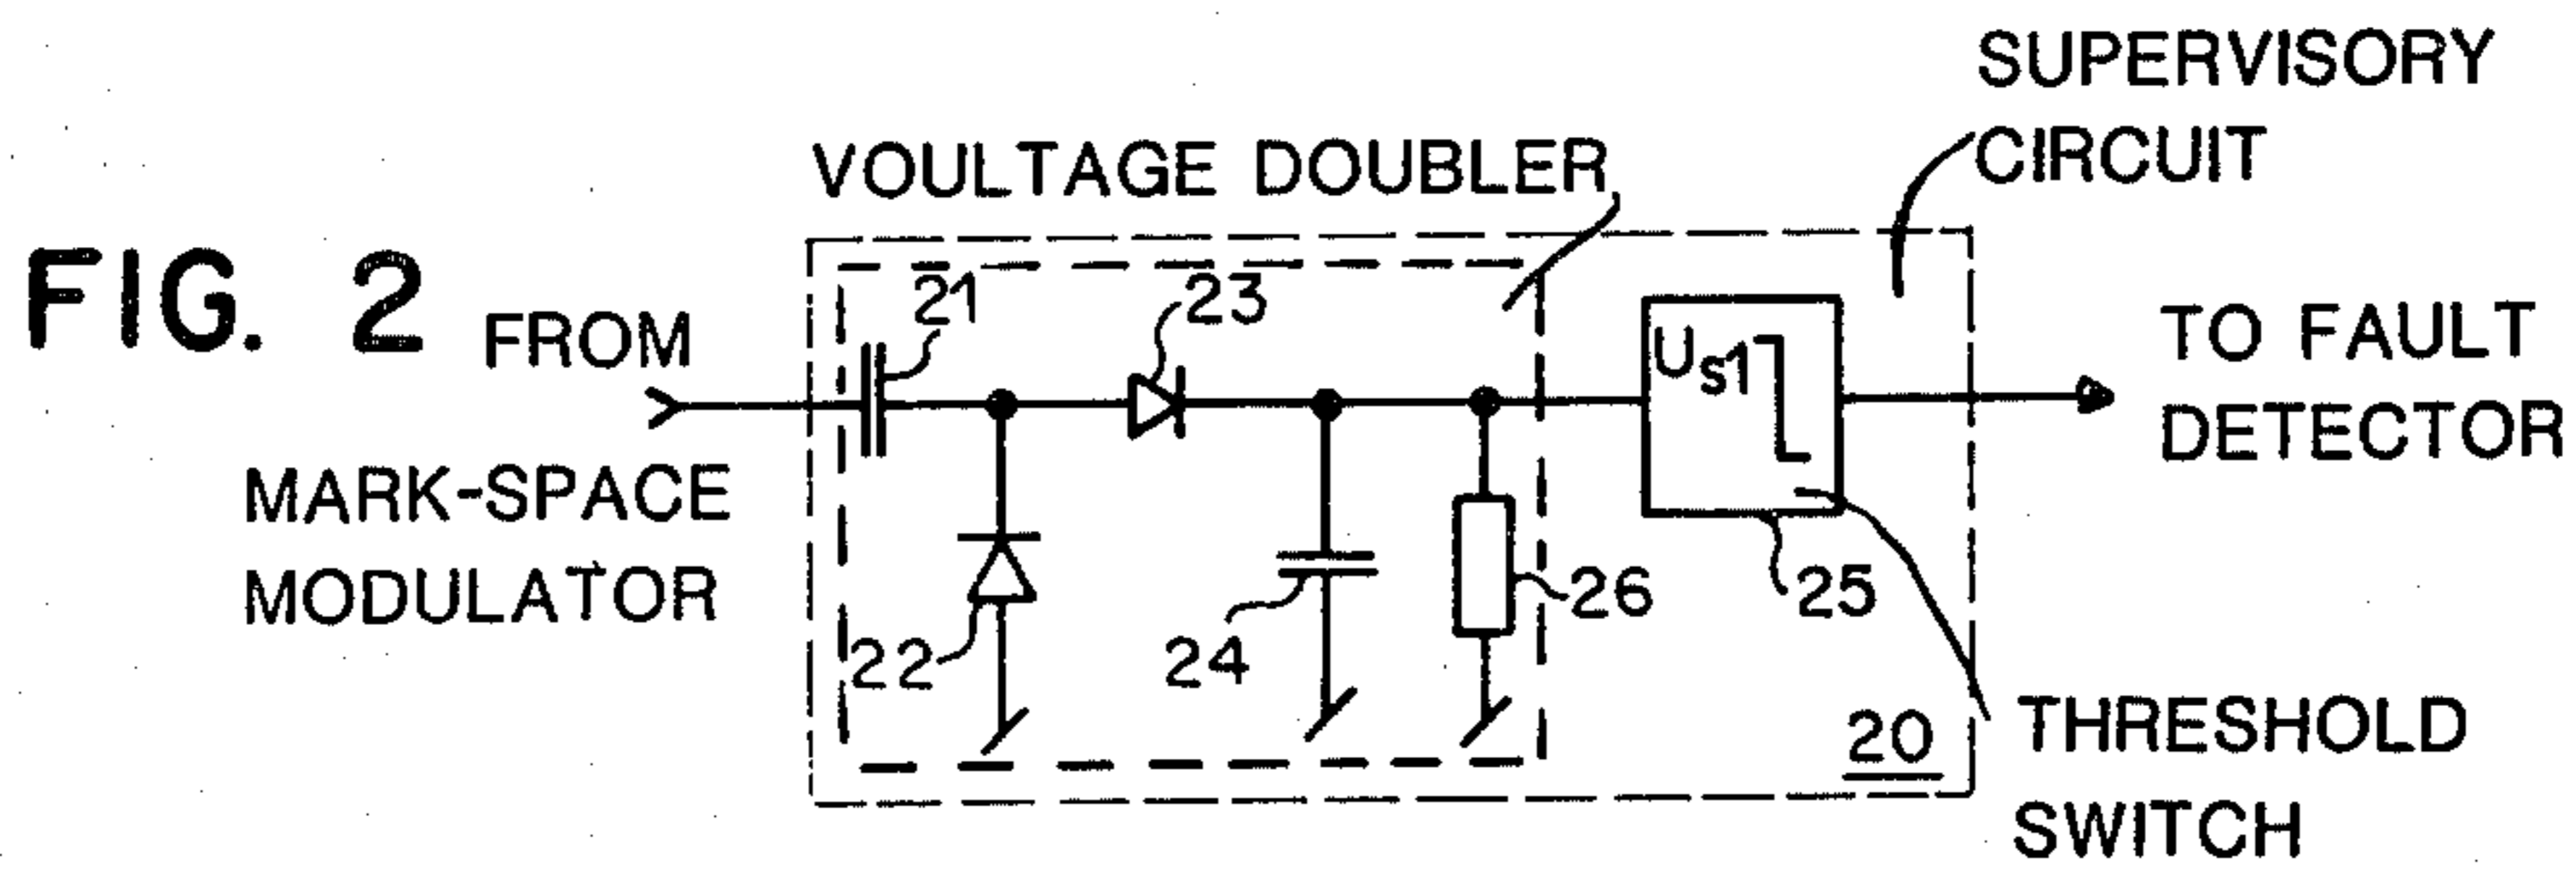 SUPERVISORY
CIRCUIT
VOULTAGE DOUBLER
FIG. 2
FROM
MARK-SPACE
MODULATOR
21
23
22
24
26
U_S1
25
20
TO FAULT
DETECTOR
THRESHOLD
SWITCH